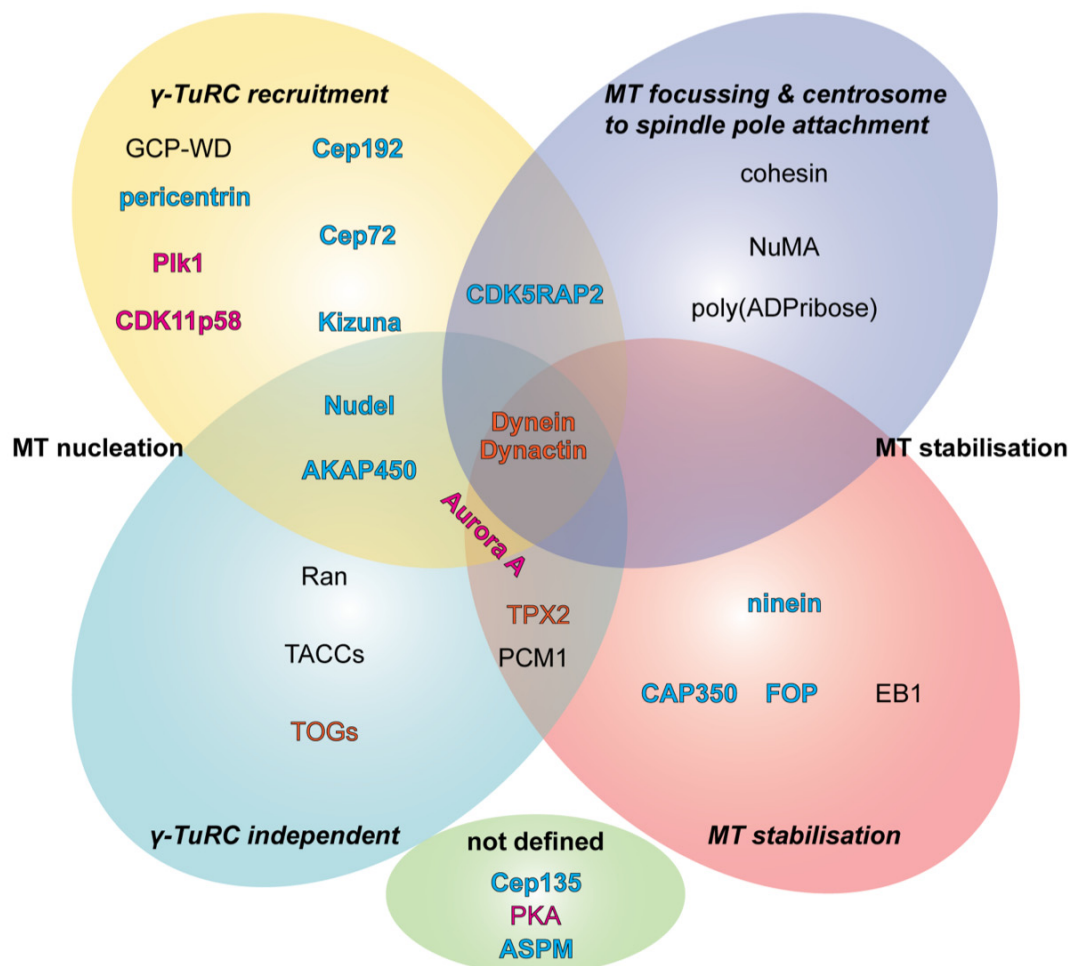 γ-TuRC recruitment
GCP-WD
Cep192
pericentrin
Cep72
Plk1
CDK11p58
Kizuna
MT focussing & centrosome
to spindle pole attachment
cohesin
NuMA
poly(ADPribose)
CDK5RAP2
Nudel
AKAP450
Dynein
Dynactin
MT nucleation
MT stabilisation
Aurora A
Ran
TACCs
TOGs
TPX2
PCM1
ninein
CAP350
FOP
EB1
γ-TuRC independent
MT stabilisation
not defined
Cep135
PKA
ASPM